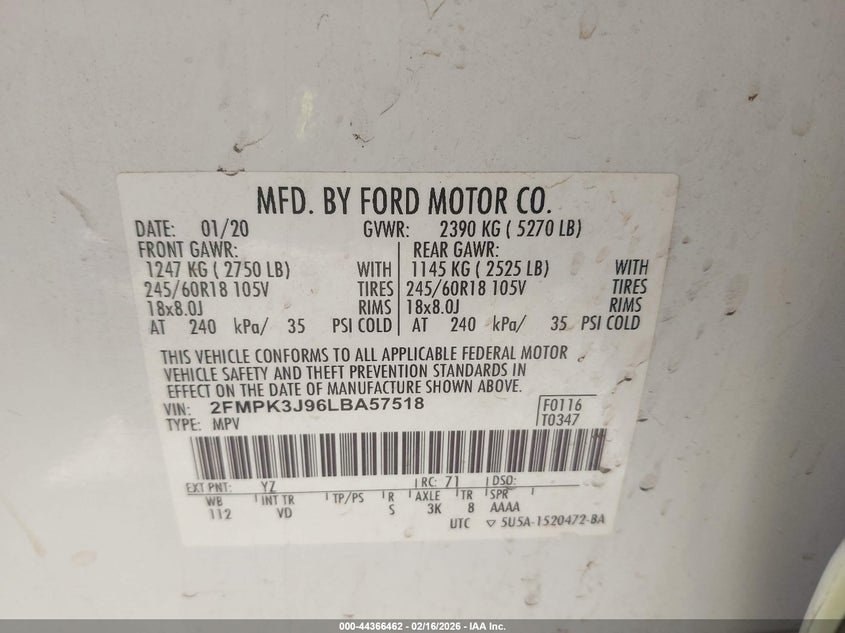 MFD. BY FORD MOTOR CO.
DATE: 01/20 GVWR: 2390 KG ( 5270 LB)
FRONT GAWR: REAR GAWR:
1247 KG ( 2750 LB) WITH 1145 KG ( 2525 LB) WITH
245/60R18 105V TIRES 245/60R18 105V TIRES
18x8.0J RIMS 18x8.0J RIMS
AT 240 kPa/ 35 PSI COLD AT 240 kPa/ 35 PSI COLD
THIS VEHICLE CONFORMS TO ALL APPLICABLE FEDERAL MOTOR
VEHICLE SAFETY AND THEFT PREVENTION STANDARDS IN
EFFECT ON THE DATE OF MANUFACTURE SHOWN ABOVE.
VIN: 2FMPK3J96LBA57518 F0116
TYPE: MPV T0347
EXT PNT: YZ RC: 71 DSO:
WB INT TR TP/PS R AXLE TR SPR
112 VD S 3K 8 AAAA
UTC ▽ 5U5A-1520472-BA
000-44366462 - 02/16/2026 - IAA Inc.